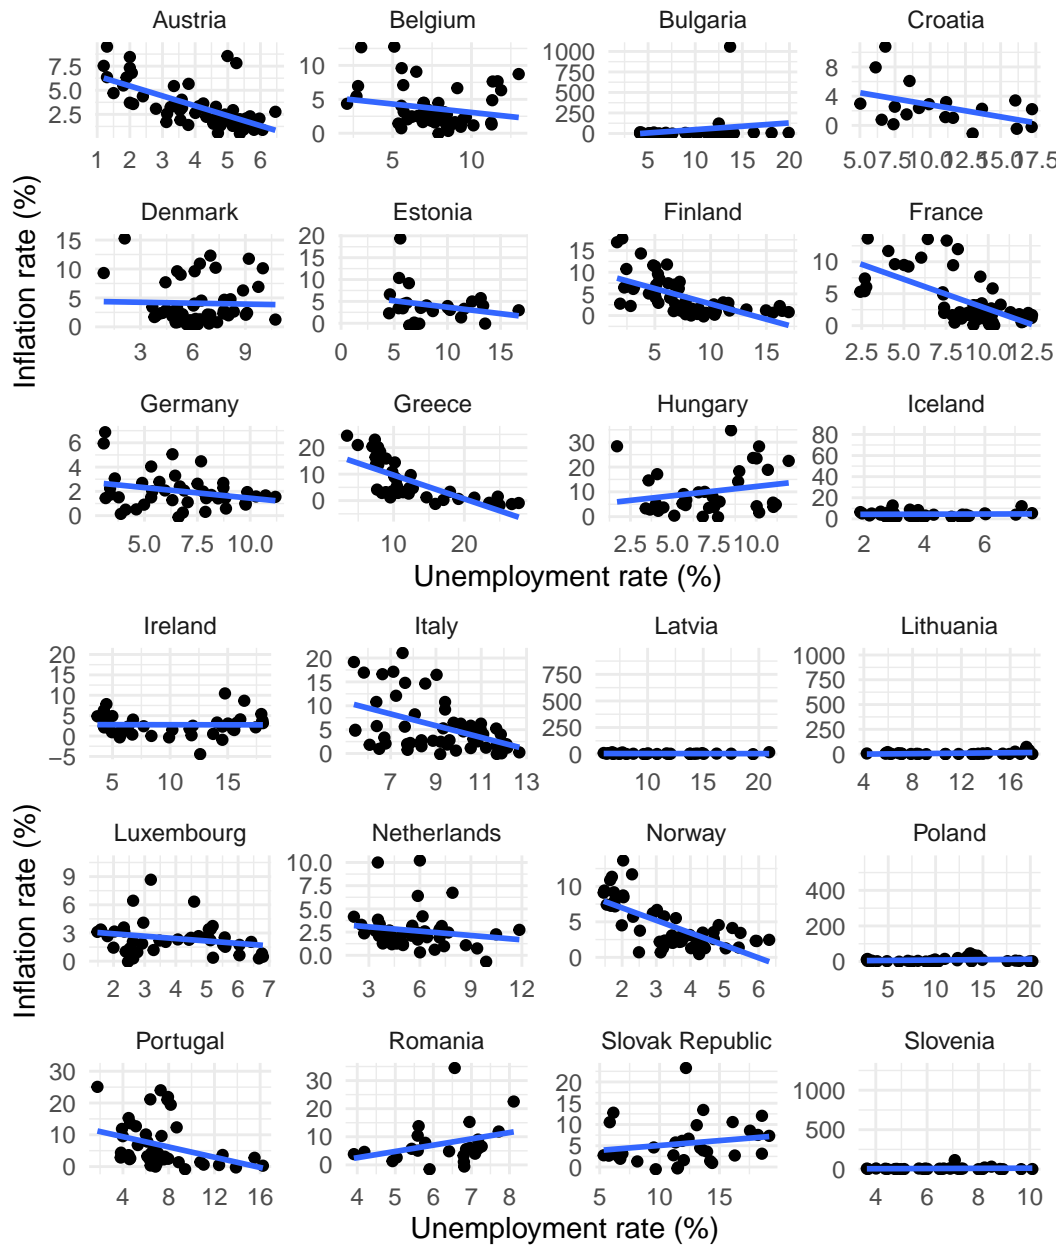 Austria Belgium Bulgaria Croatia
7.5 10 1000 8
5.0 5 750 4
2.5 0 500 0
250
0
1 2 3 4 5 6 5 10 5 10 15 20 5.0 7.5 10.0 12.5 15.0 17.5
Denmark Estonia Finland France
15 20 15 10
10 15 10 5
5 10 5 0
0 5 0
0
3 6 9 0 5 10 15 5 10 15 2.5 5.0 7.5 10.0 12.5
Inflation rate (%)
Germany Greece Hungary Iceland
6 20 30 80
4 10 20 60
2 0 10 40
0 0 20
0
5.0 7.5 10.0 10 20 2.5 5.0 7.5 10.0 2 4 6
Unemployment rate (%)
Ireland Italy Latvia Lithuania
20 20 750 1000
15 15 500 750
10 10 250 500
5 5 0 250
0 0 0
−5
5 10 15 7 9 11 13 10 15 20 4 8 12 16
Luxembourg Netherlands Norway Poland
9 10.0 10 400
6 7.5 5 200
3 5.0 0 0
0 2.5
0.0
2 3 4 5 6 7 3 6 9 12 2 3 4 5 6 5 10 15 20
Inflation rate (%)
Portugal Romania Slovak Republic Slovenia
30 30 20 1000
20 20 15 500
10 10 10 0
0 0 5
0
4 8 12 16 4 5 6 7 8 5 10 15 4 6 8 10
Unemployment rate (%)